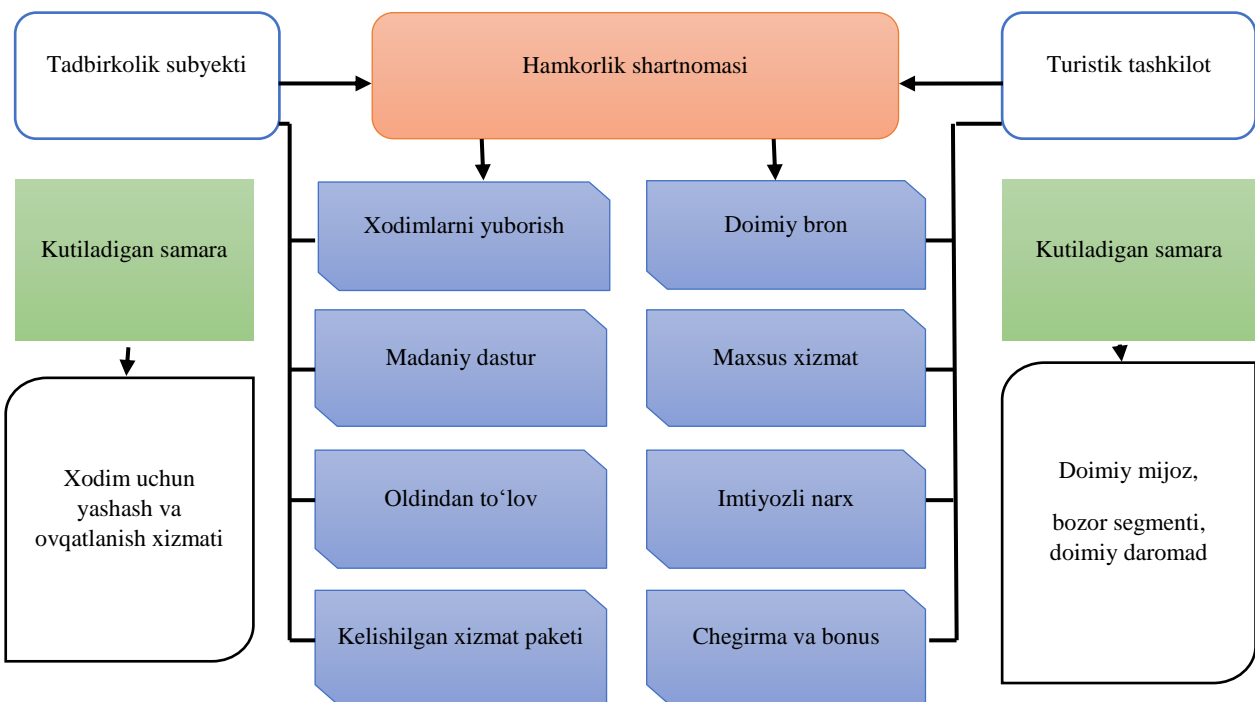 Tadbirkolik subyekti
Hamkorlik shartnomasi
Turistik tashkilot
Kutiladigan samara
Xodimlarni yuborish
Doimiy bron
Kutiladigan samara
Madaniy dastur
Maxsus xizmat
Xodim uchun
yashash va
ovqatlanish xizmati
Oldindan to‘lov
Imtiyozli narx
Doimiy mijoz,
bozor segmenti,
doimiy daromad
Kelishilgan xizmat paketi
Chegirma va bonus